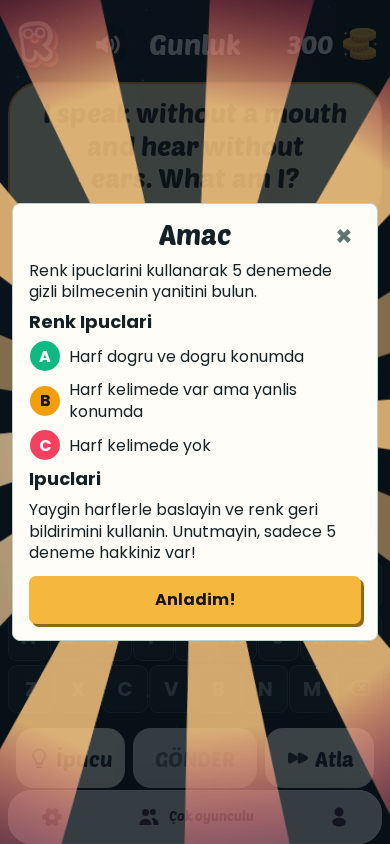 Gunluk
300
I speak without a mouth
and hear without
ears. What am I?
Amac
Renk ipuclarini kullanarak 5 denemede
gizli bilmecenin yanitini bulun.
Renk Ipuclari
A
Harf dogru ve dogru konumda
B
Harf kelimede var ama yanlis
konumda
C
Harf kelimede yok
Ipuclari
Yaygin harflerle baslayin ve renk geri
bildirimini kullanin. Unutmayin, sadece 5
deneme hakkiniz var!
Anladim!
Z X C V B N M
İpucu
GÖNDER
Atla
Çok oyunculu